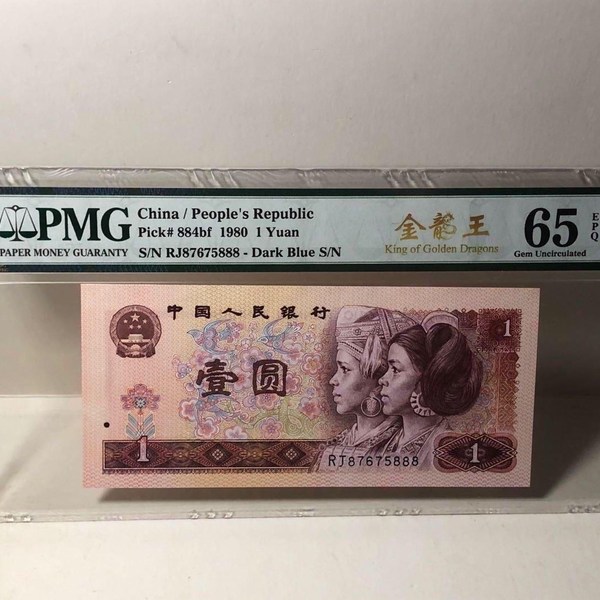 PMG
PAPER MONEY GUARANTY
China / People's Republic
Pick# 884bf 1980 1 Yuan
S/N RJ87675888 - Dark Blue S/N
金龍王
King of Golden Dragons
65
Gem Uncirculated
EPQ
中国人民银行
1
壹圆
1
1
RJ87675888